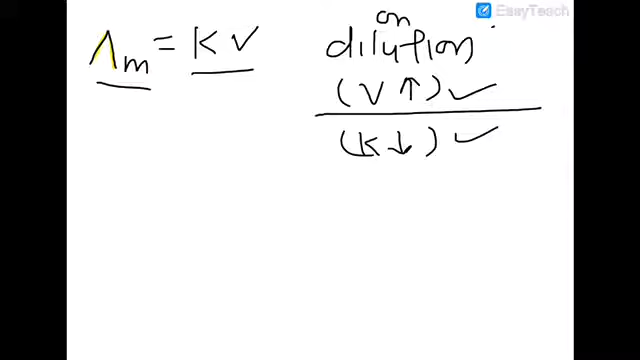 EasyTeach
Λm = K V
on
dilution.
(V ↑) ✓
(K ↓) ✓